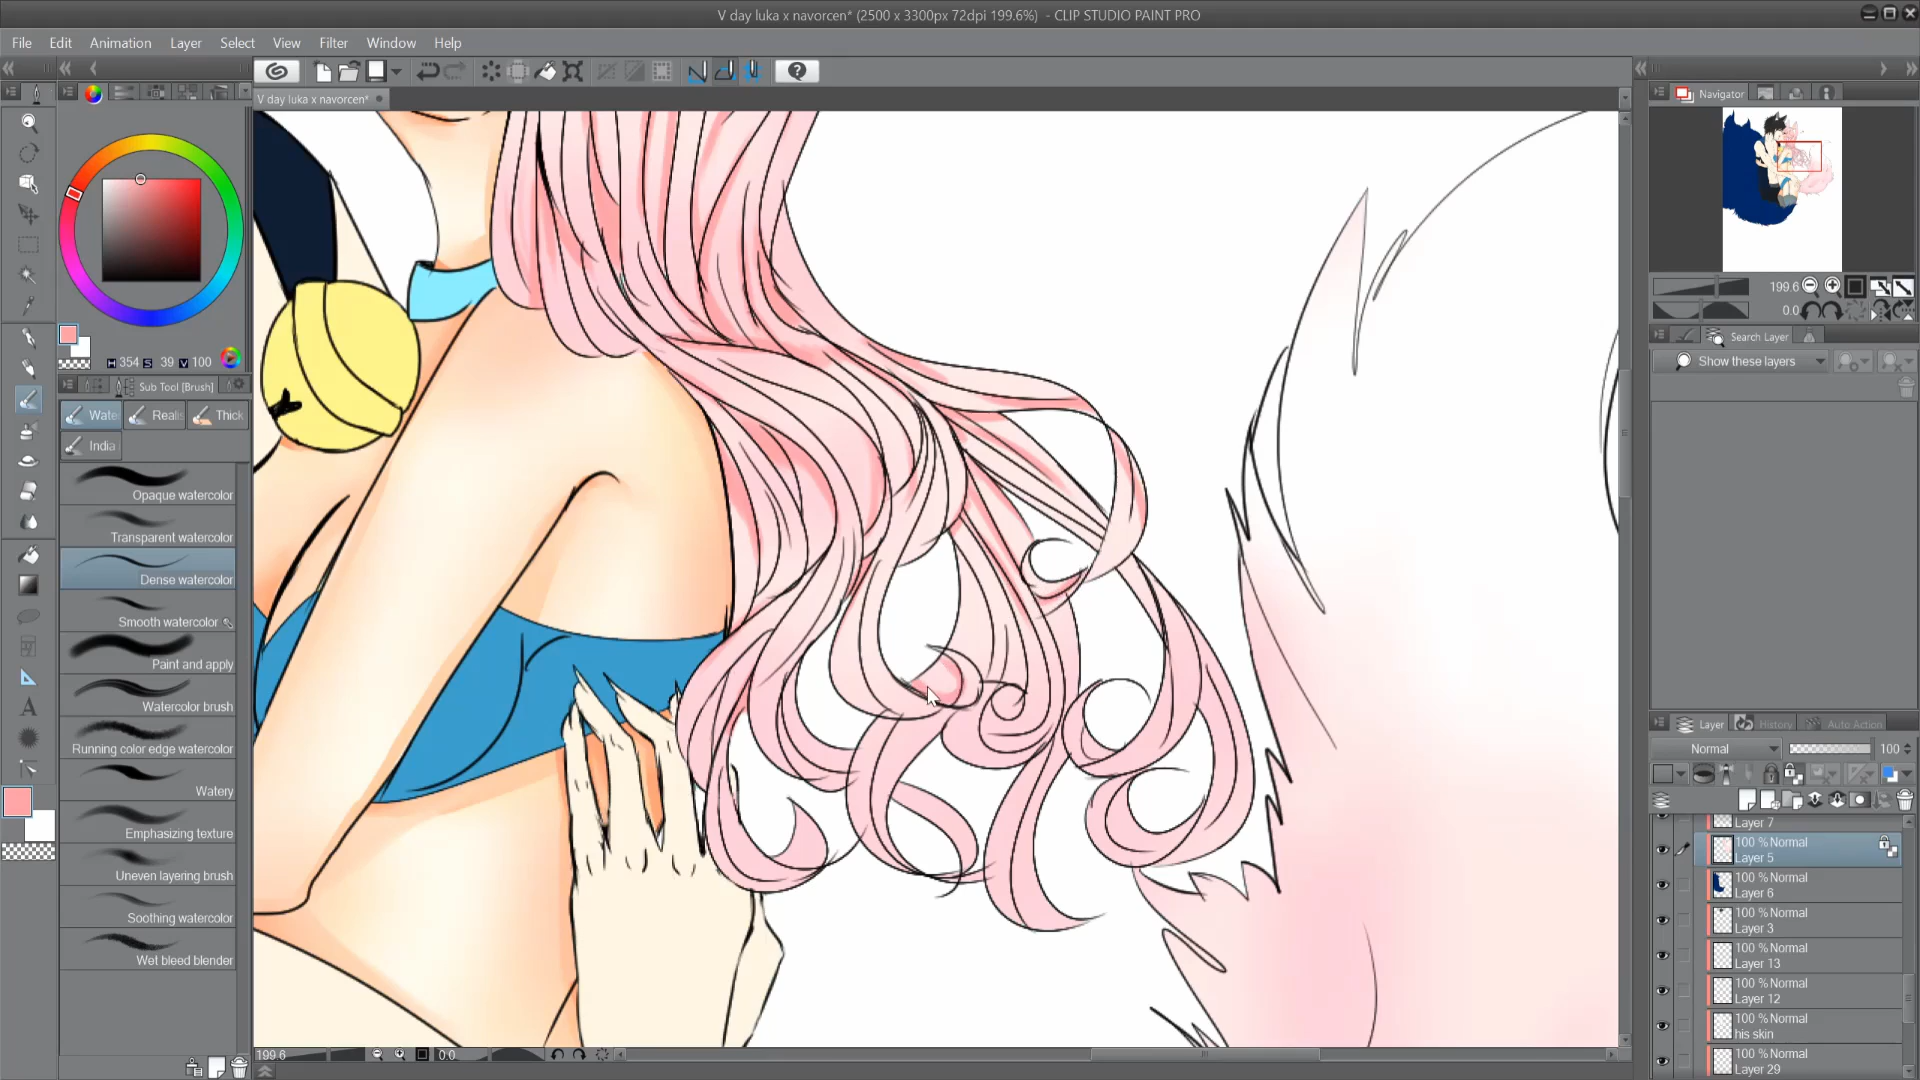 V day luka x navorcen* (2500 x 3300px 72dpi 199.6%) - CLIP STUDIO PAINT PRO
File Edit Animation Layer Select View Filter Window Help
V day luka x navorcen*
Navigator
199.6
0.0
Search Layer
Show these layers
H 354 S 39 V 100
Sub Tool [Brush]
Wate Reali Thick
India
Opaque watercolor
Transparent watercolor
Dense watercolor
Smooth watercolor
Paint and apply
Watercolor brush
Running color edge watercolor
Watery
Emphasizing texture
Uneven layering brush
Soothing watercolor
Wet bleed blender
Layer History Auto Action
Normal 100
Layer 7
100 % Normal
Layer 5
100 % Normal
Layer 6
100 % Normal
Layer 3
100 % Normal
Layer 13
100 % Normal
Layer 12
100 % Normal
his skin
100 % Normal
Layer 29
199.6 0.0